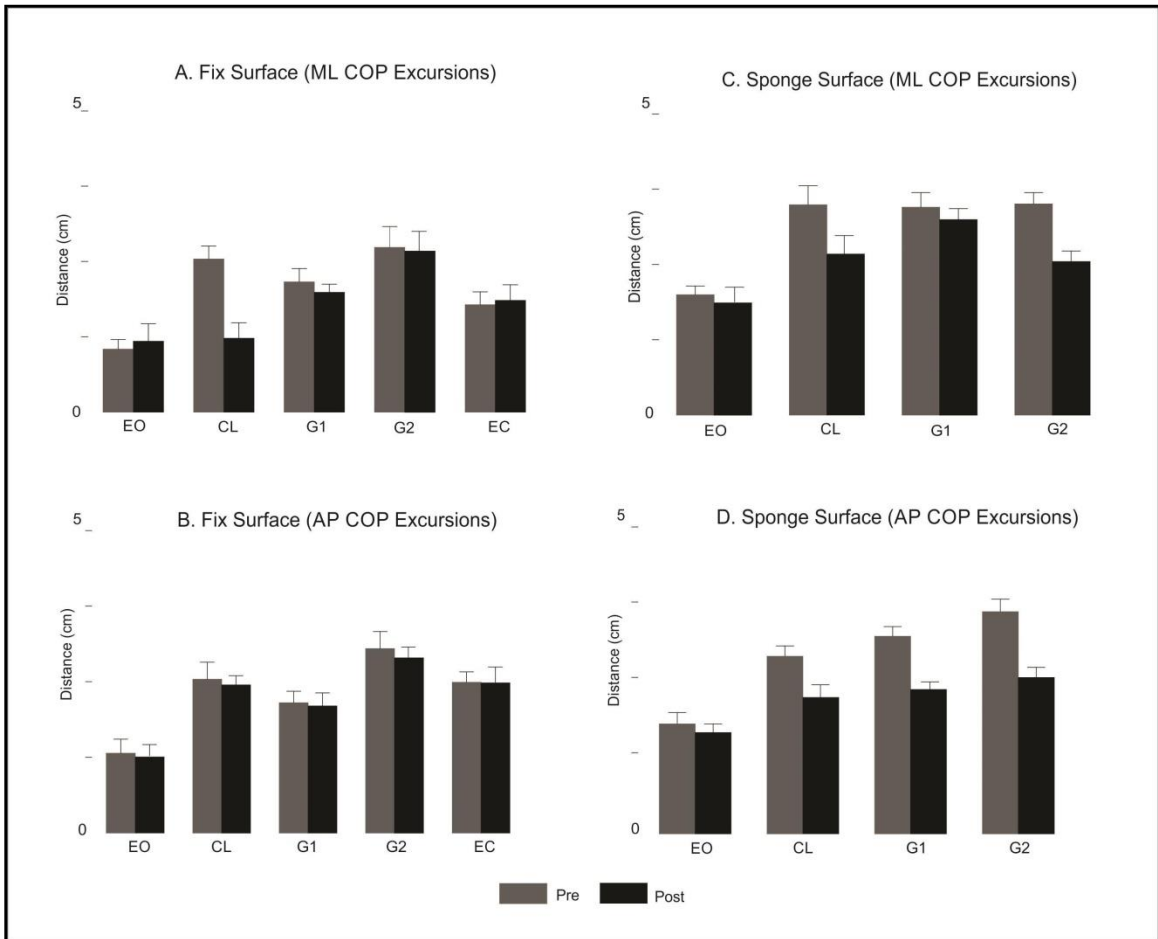 A. Fix Surface (ML COP Excursions)
5
Distance (cm)
0
EO CL G1 G2 EC
C. Sponge Surface (ML COP Excursions)
5
Distance (cm)
0
EO CL G1 G2
B. Fix Surface (AP COP Excursions)
5
Distance (cm)
0
EO CL G1 G2 EC
D. Sponge Surface (AP COP Excursions)
5
Distance (cm)
0
EO CL G1 G2
Pre Post